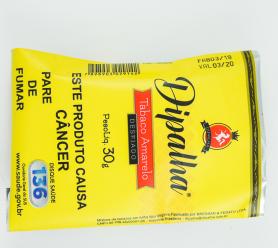 FAB03/19
VAL03/20
Dipalha
Tabaco Amarelo
DESFIADO
Peso Líq. 30g
ESTE PRODUTO CAUSA
CÂNCER
PARE
DE
FUMAR
DISQUE SAÚDE
136
www.saude.gov.br